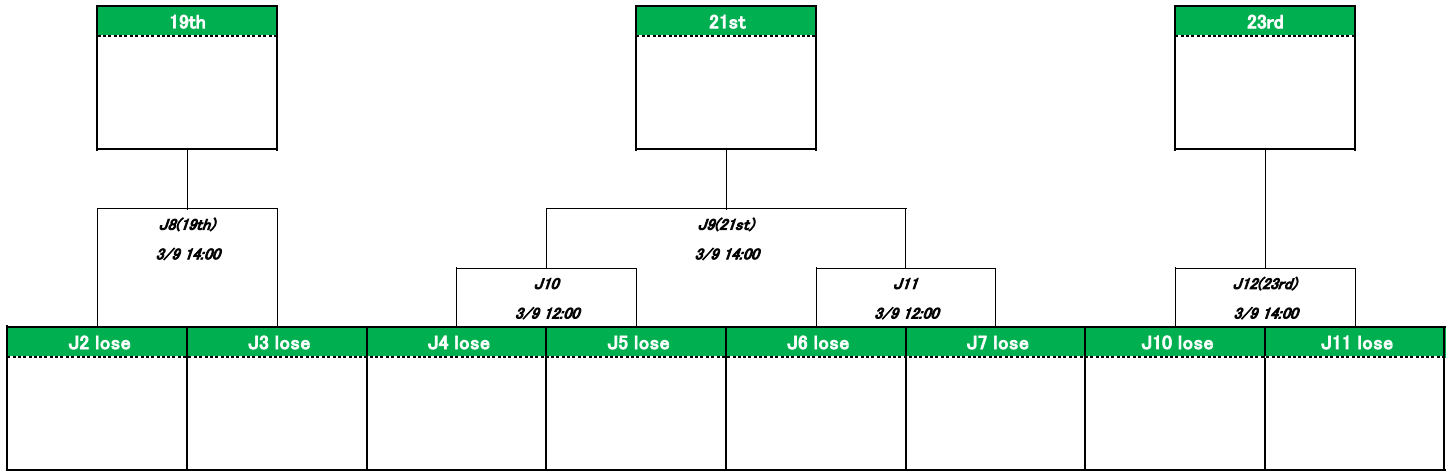 19th
21st
23rd
J8(19th)
3/9 14:00
J9(21st)
3/9 14:00
J10
3/9 12:00
J11
3/9 12:00
J12(23rd)
3/9 14:00
J2 lose
J3 lose
J4 lose
J5 lose
J6 lose
J7 lose
J10 lose
J11 lose